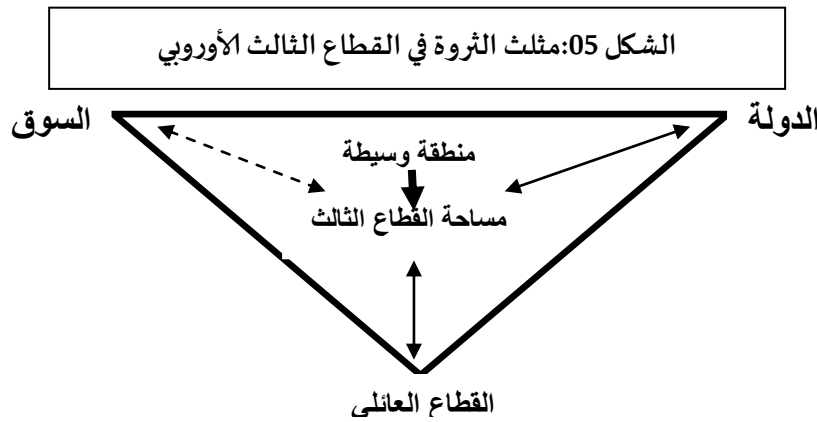 الشكل 05:مثلث الثروة في القطاع الثالث الأوروبي
الدولة
السوق
منطقة وسيطة
مساحة القطاع الثالث
القطاع العائلي